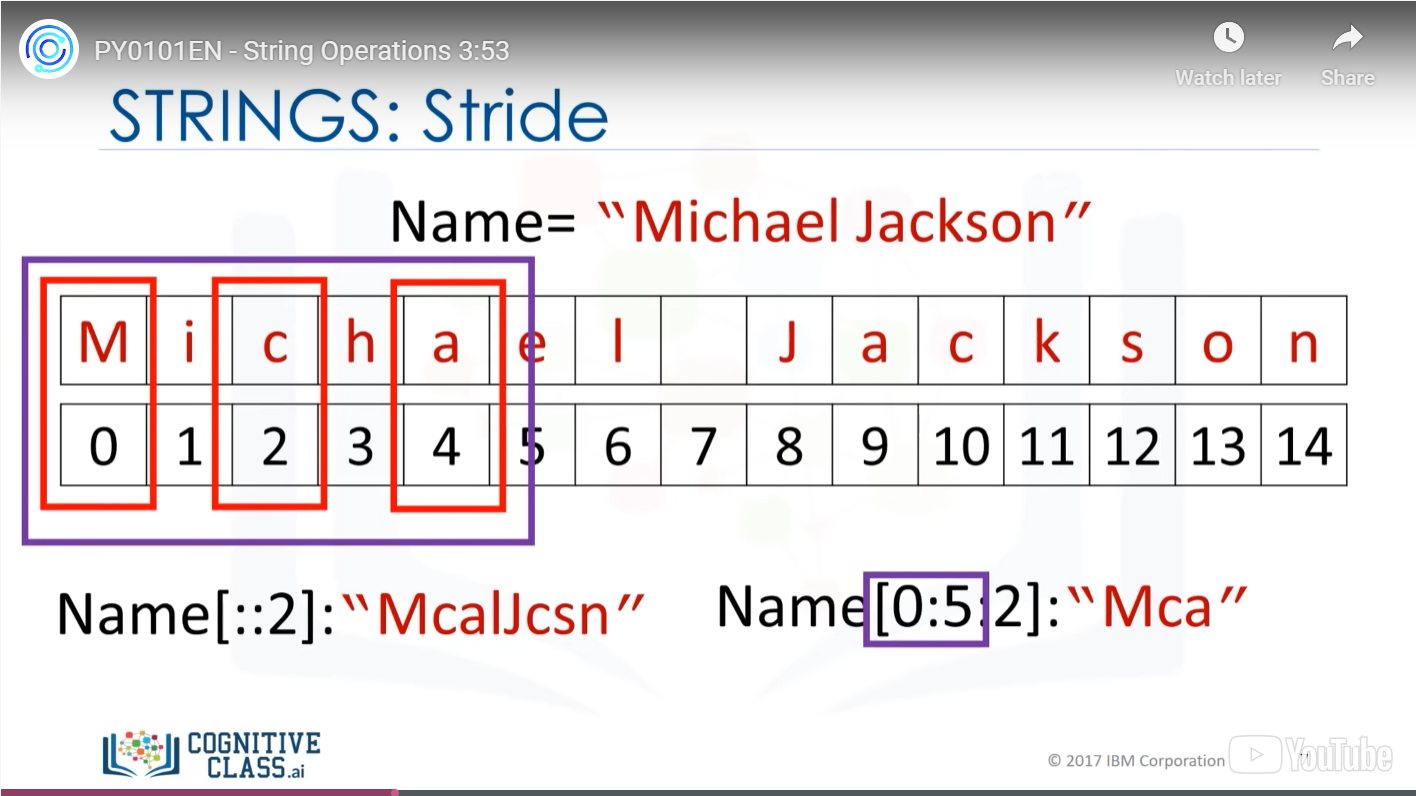 PY0101EN - String Operations 3:53
Watch later
Share
STRINGS: Stride
Name= “Michael Jackson”
M i c h a e l J a c k s o n
0 1 2 3 4 5 6 7 8 9 10 11 12 13 14
Name[::2]:“McalJcsn”
Name[0:5:2]:“Mca”
COGNITIVE
CLASS.ai
© 2017 IBM Corporation
YouTube